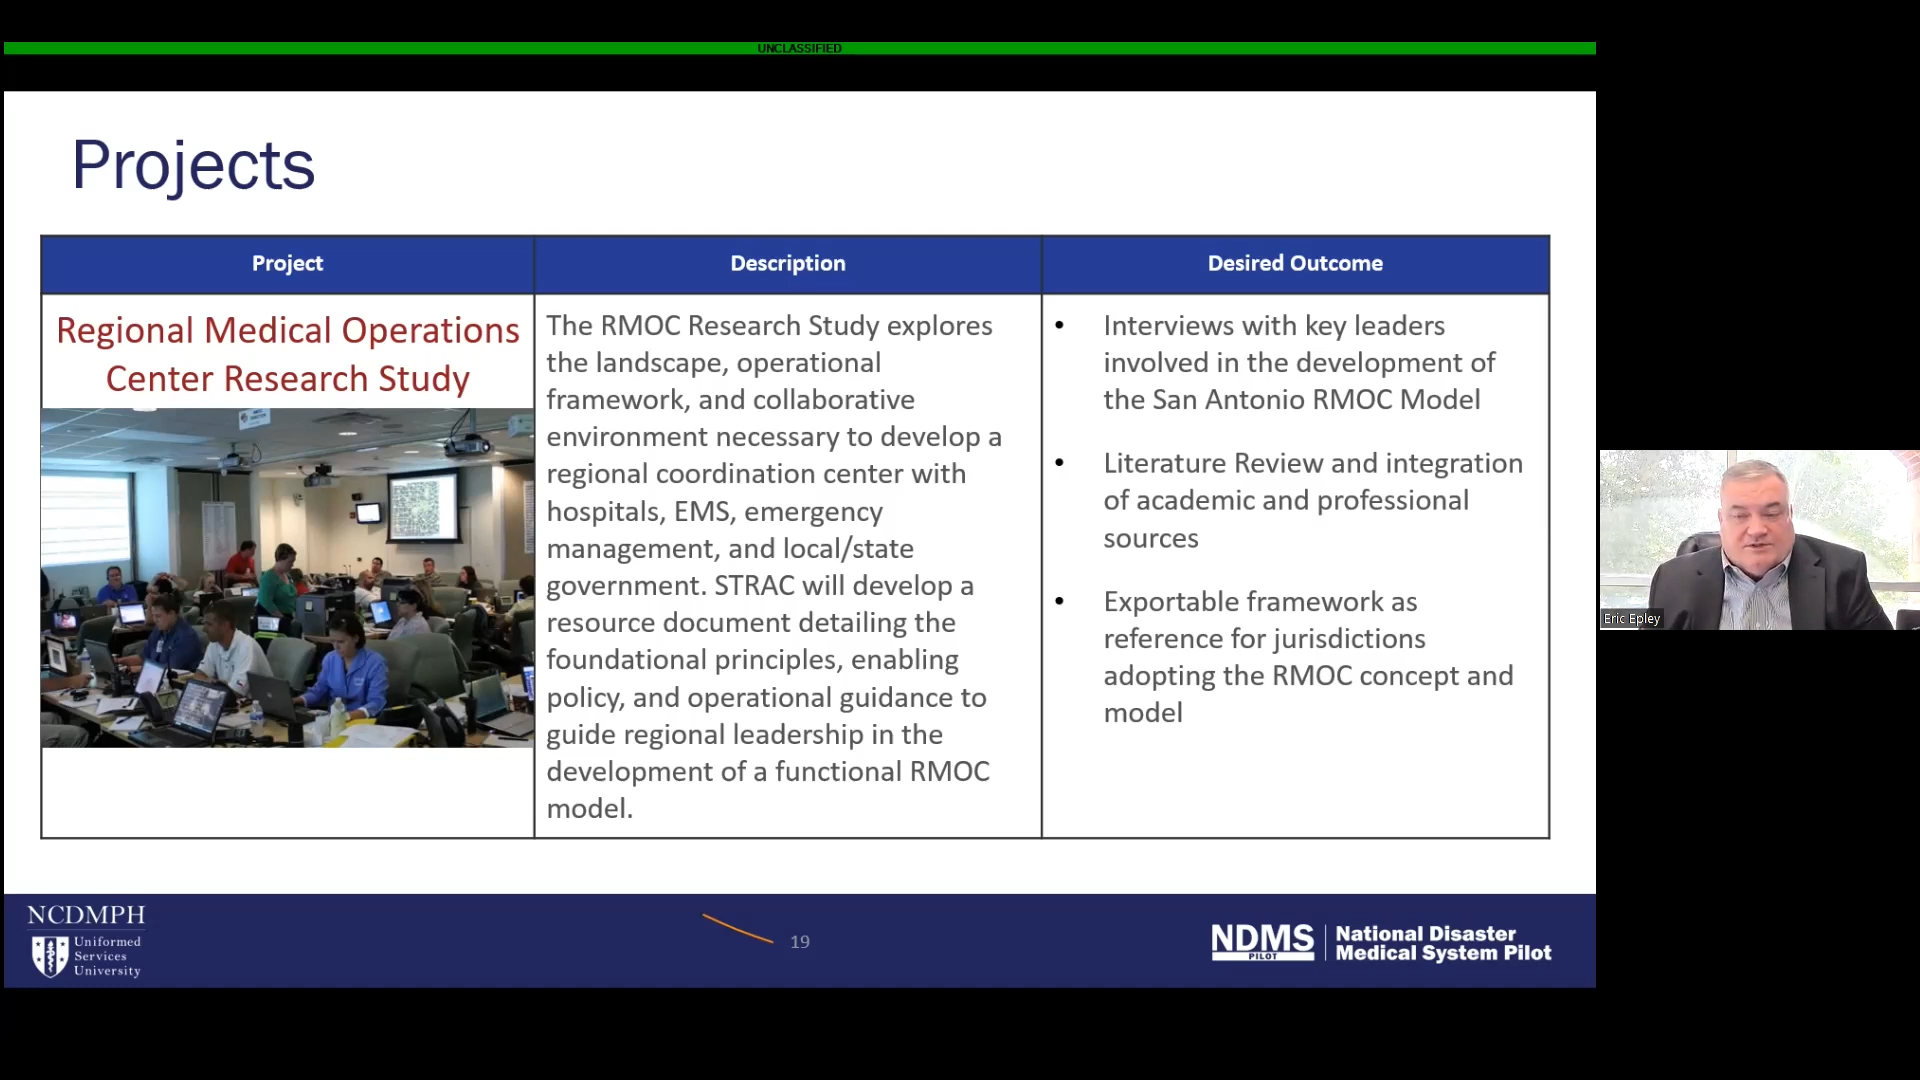 UNCLASSIFIED
Projects
Project
Description
Desired Outcome
Regional Medical Operations
Center Research Study
The RMOC Research Study explores
the landscape, operational
framework, and collaborative
environment necessary to develop a
regional coordination center with
hospitals, EMS, emergency
management, and local/state
government. STRAC will develop a
resource document detailing the
foundational principles, enabling
policy, and operational guidance to
guide regional leadership in the
development of a functional RMOC
model.
• Interviews with key leaders
involved in the development of
the San Antonio RMOC Model
• Literature Review and integration
of academic and professional
sources
• Exportable framework as
reference for jurisdictions
adopting the RMOC concept and
model
Eric Epley
NCDMPH
Uniformed
Services
University
19
NDMS
PILOT
National Disaster
Medical System Pilot